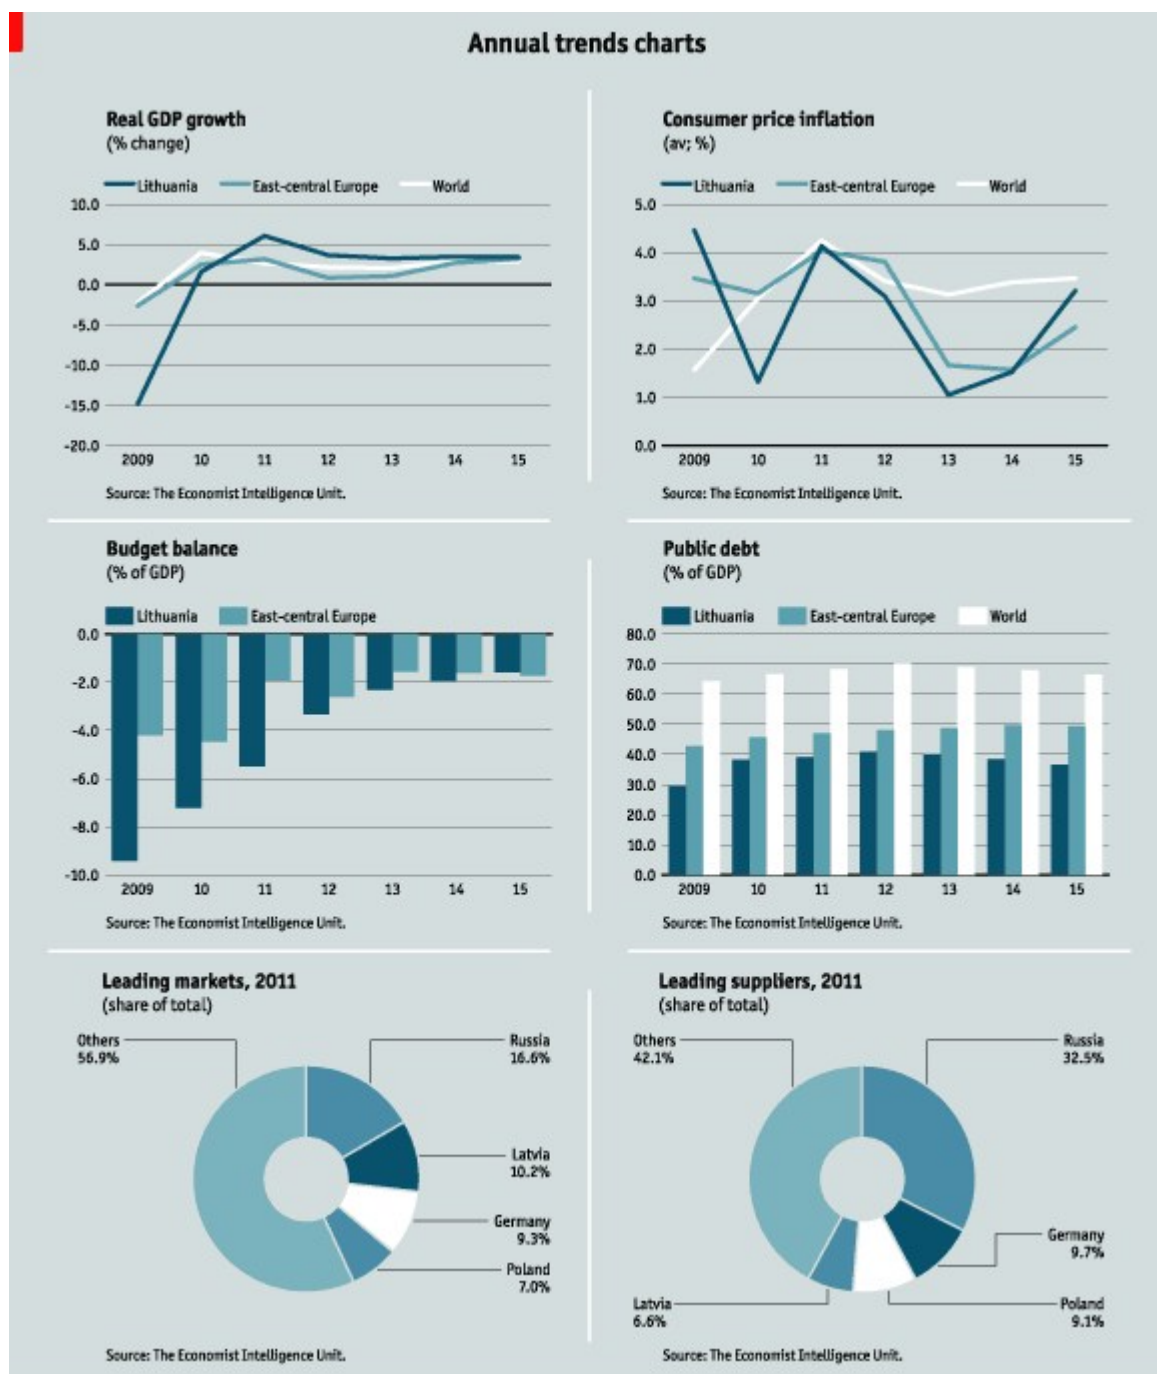 Annual trends charts
Real GDP growth
(% change)
Lithuania East-central Europe World
10.0
5.0
0.0
-5.0
-10.0
-15.0
-20.0
2009 10 11 12 13 14 15
Source: The Economist Intelligence Unit.
Consumer price inflation
(av; %)
Lithuania East-central Europe World
5.0
4.0
3.0
2.0
1.0
0.0
2009 10 11 12 13 14 15
Source: The Economist Intelligence Unit.
Budget balance
(% of GDP)
Lithuania East-central Europe
0.0
-2.0
-4.0
-6.0
-8.0
-10.0
2009 10 11 12 13 14 15
Source: The Economist Intelligence Unit.
Public debt
(% of GDP)
Lithuania East-central Europe World
80.0
70.0
60.0
50.0
40.0
30.0
20.0
10.0
0.0
2009 10 11 12 13 14 15
Source: The Economist Intelligence Unit.
Leading markets, 2011
(share of total)
Others
56.9%
Russia
16.6%
Latvia
10.2%
Germany
9.3%
Poland
7.0%
Source: The Economist Intelligence Unit.
Leading suppliers, 2011
(share of total)
Others
42.1%
Russia
32.5%
Germany
9.7%
Latvia
6.6%
Poland
9.1%
Source: The Economist Intelligence Unit.